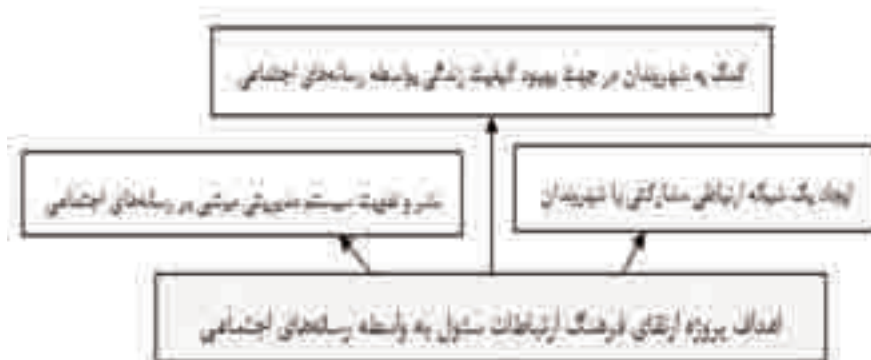 کمک به شهروندان در جهت بهبود کیفیت زندگی بواسطه رسانه‌های اجتماعی
ایجاد یک شبکه ارتباطی مشارکتی با شهروندان
سیستم مدیریتی مبتنی بر رسانه‌های اجتماعی
اهداف پروژه ارتقای فرهنگ ارتباطات مسئول به واسطه رسانه‌های اجتماعی